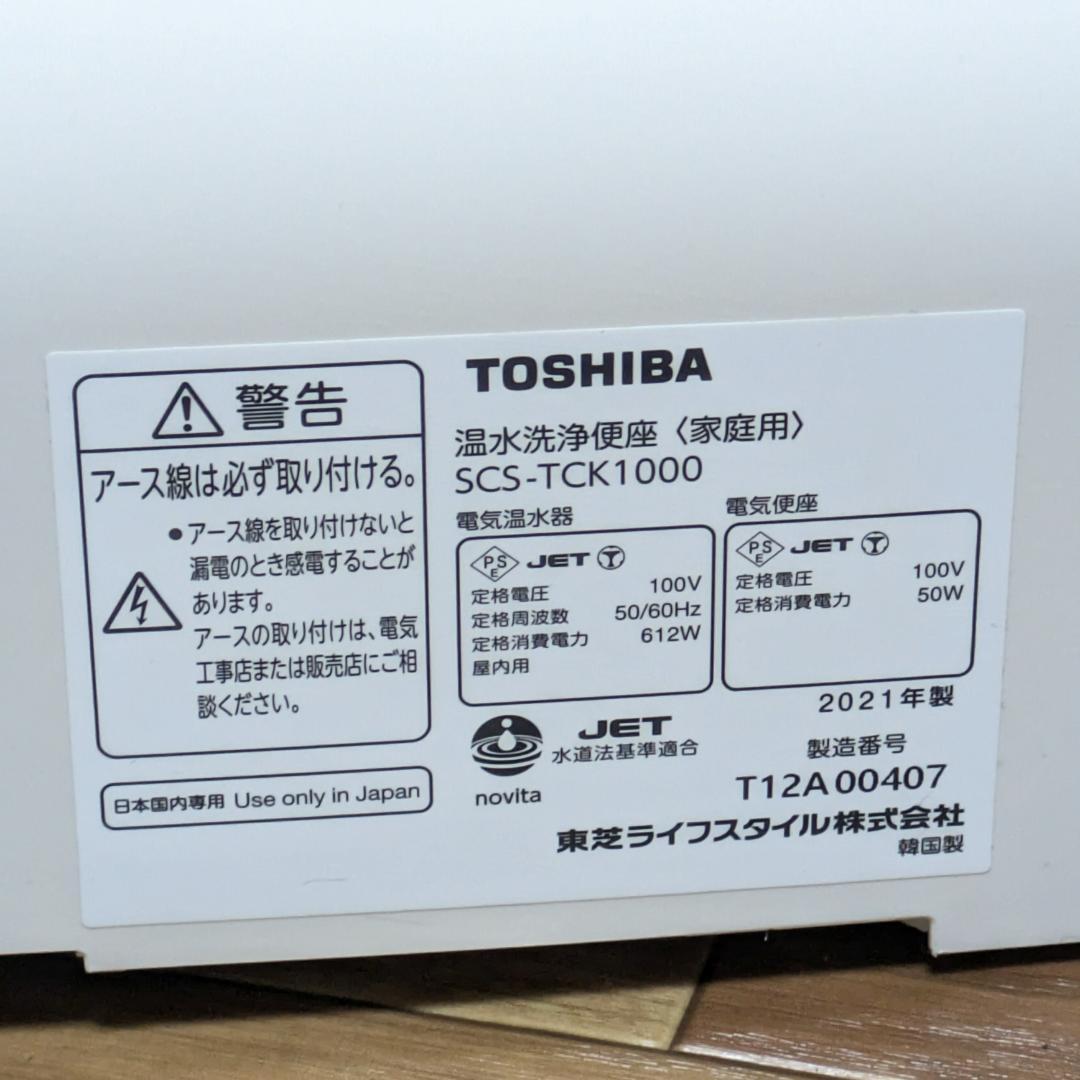 警告
アース線は必ず取り付ける。
●アース線を取り付けないと
漏電のとき感電することが
あります。
アースの取り付けは、電気
工事店または販売店にご相
談ください。
日本国内専用 Use only in Japan
TOSHIBA
温水洗浄便座〈家庭用〉
SCS-TCK1000
電気温水器
PSE JET T
定格電圧 100V
定格周波数 50/60Hz
定格消費電力 612W
屋内用
電気便座
PSE JET T
定格電圧 100V
定格消費電力 50W
2021年製
novita
JET
水道法基準適合
製造番号
T12A00407
東芝ライフスタイル株式会社
韓国製